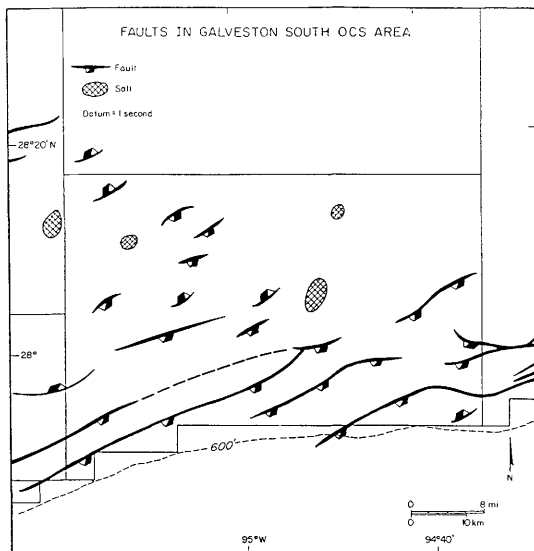 FAULTS IN GALVESTON SOUTH OCS AREA
Fault
Salt
Datum = 1 second
28°20'N
28°
600'
N
0 8 mi
0 10 km
95°W
94°40'